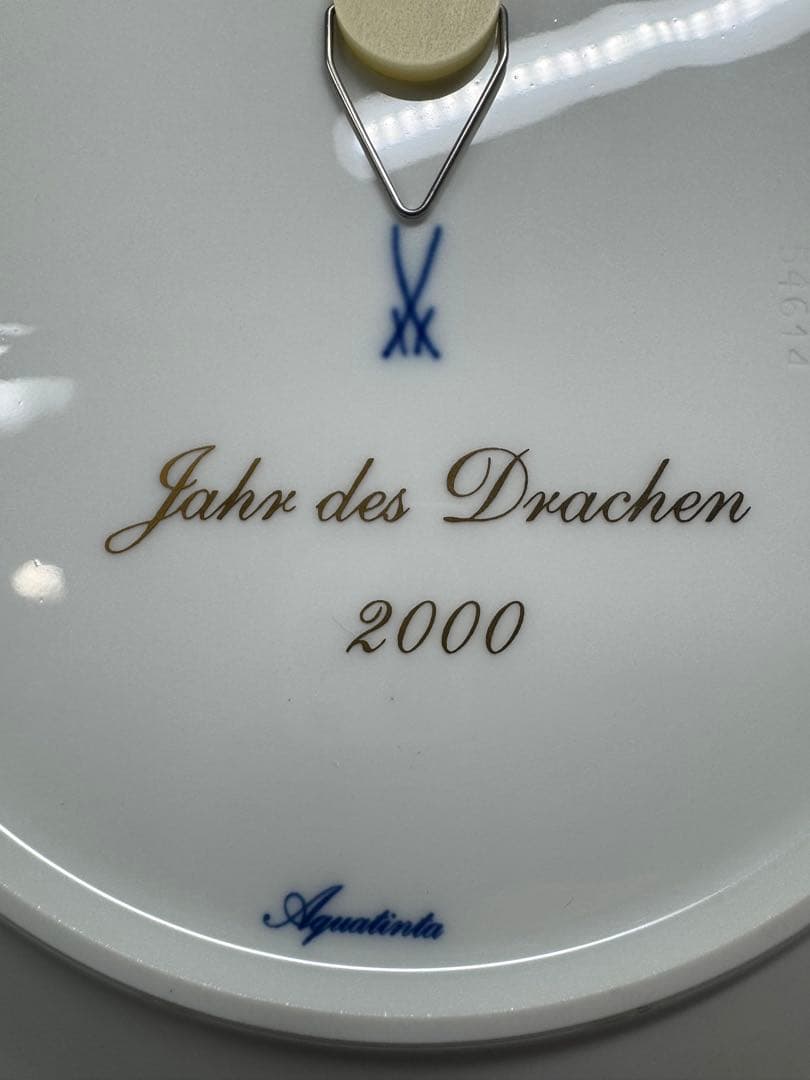 Jahr des Drachen
2000
Aquatinta